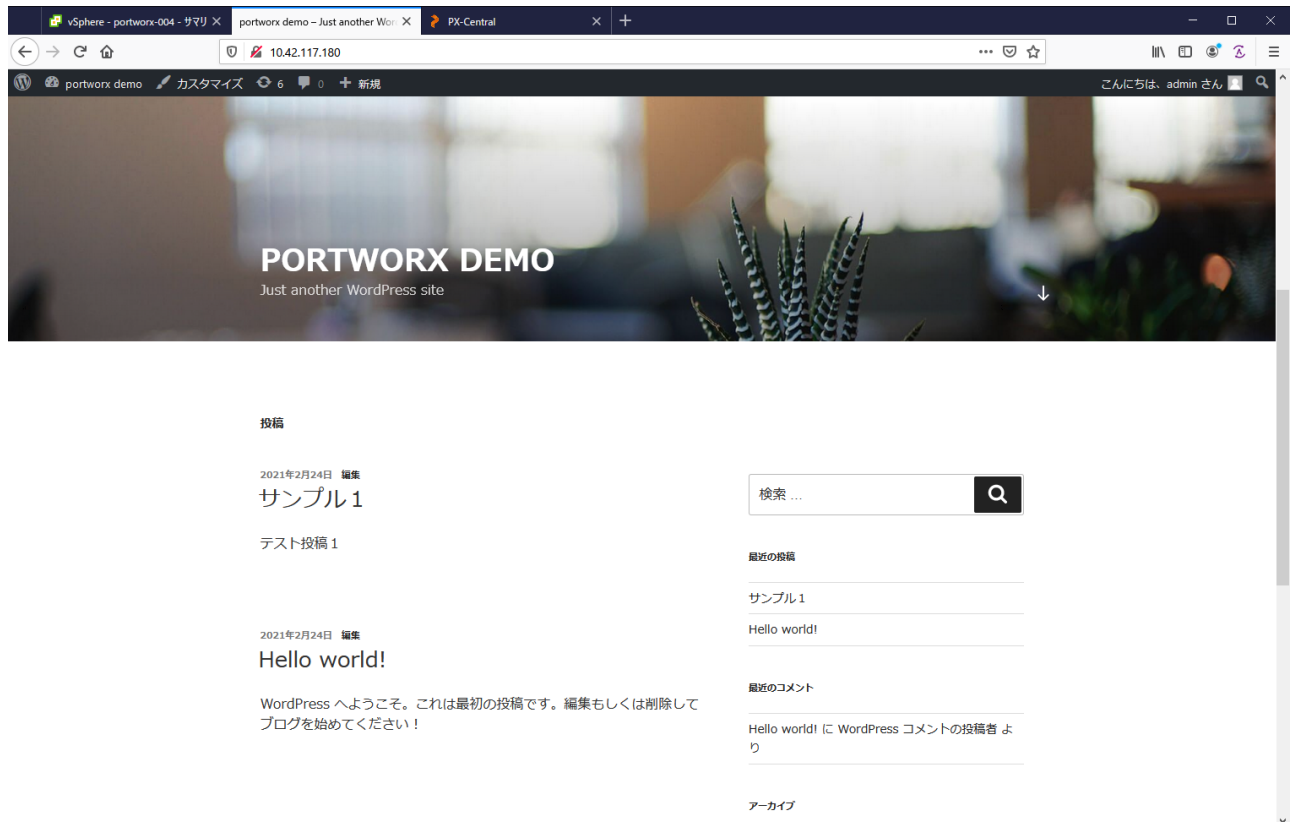 vSphere - portworx-004 - サマリ
portworx demo – Just another Wor
PX-Central
10.42.117.180
portworx demo カスタマイズ 6 0 新規
こんにちは、admin さん
PORTWORX DEMO
Just another WordPress site
投稿
2021年2月24日 編集
サンプル１
テスト投稿１
2021年2月24日 編集
Hello world!
WordPress へようこそ。これは最初の投稿です。編集もしくは削除して
ブログを始めてください！
検索 …
最近の投稿
サンプル１
Hello world!
最近のコメント
Hello world! に WordPress コメントの投稿者 よ
り
アーカイブ